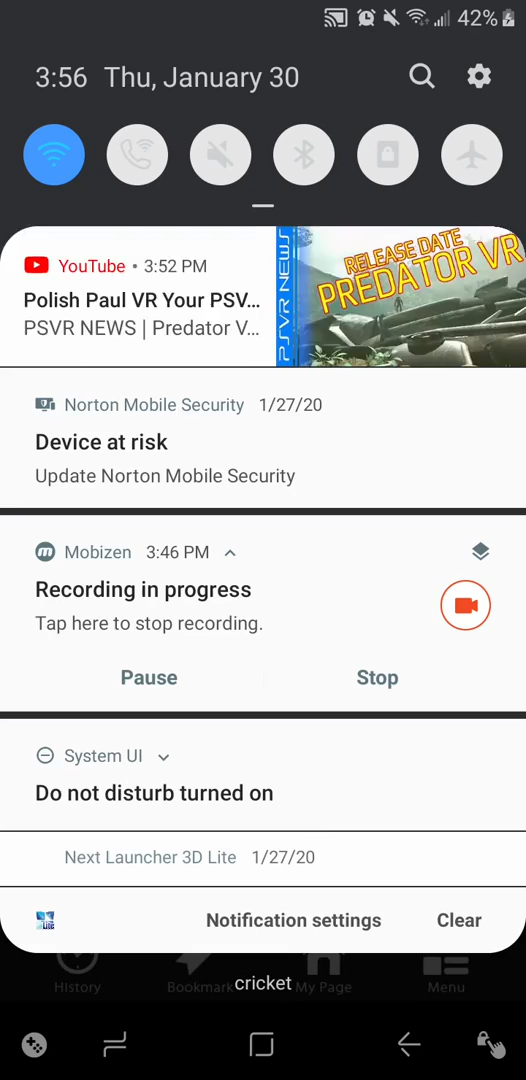 42%
3:56 Thu, January 30
YouTube • 3:52 PM
Polish Paul VR Your PSV...
PSVR NEWS | Predator V...
PSVR NEWS
RELEASE DATE
PREDATOR VR
Norton Mobile Security 1/27/20
Device at risk
Update Norton Mobile Security
m Mobizen 3:46 PM
Recording in progress
Tap here to stop recording.
Pause Stop
System UI
Do not disturb turned on
Next Launcher 3D Lite 1/27/20
LITE Notification settings Clear
History Bookmark cricket My Page Menu